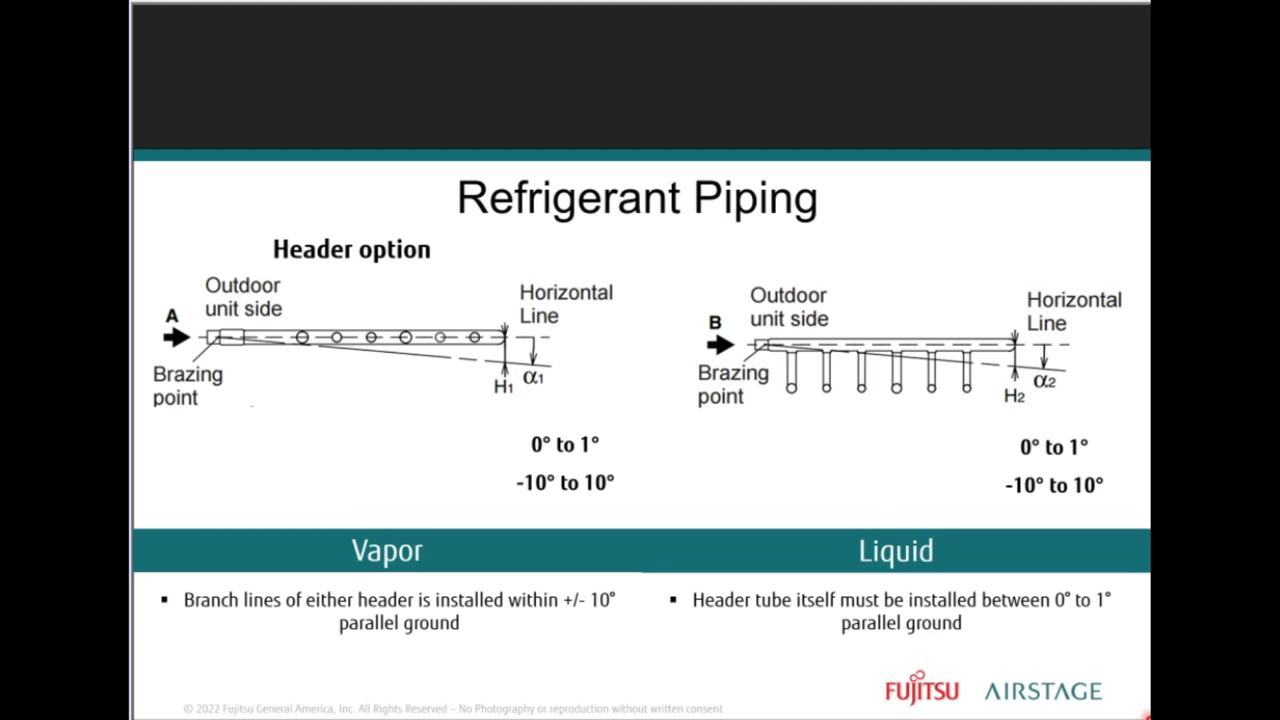 Refrigerant Piping
Header option
Outdoor
unit side
A
Horizontal
Line
Brazing
point
H1
α1
0° to 1°
-10° to 10°
Outdoor
unit side
B
Horizontal
Line
Brazing
point
H2
α2
0° to 1°
-10° to 10°
Vapor
Liquid
▪ Branch lines of either header is installed within +/- 10°
parallel ground
▪ Header tube itself must be installed between 0° to 1°
parallel ground
FUJITSU AIRSTAGE
© 2022 Fujitsu General America, Inc. All Rights Reserved – No Photography or reproduction without written consent